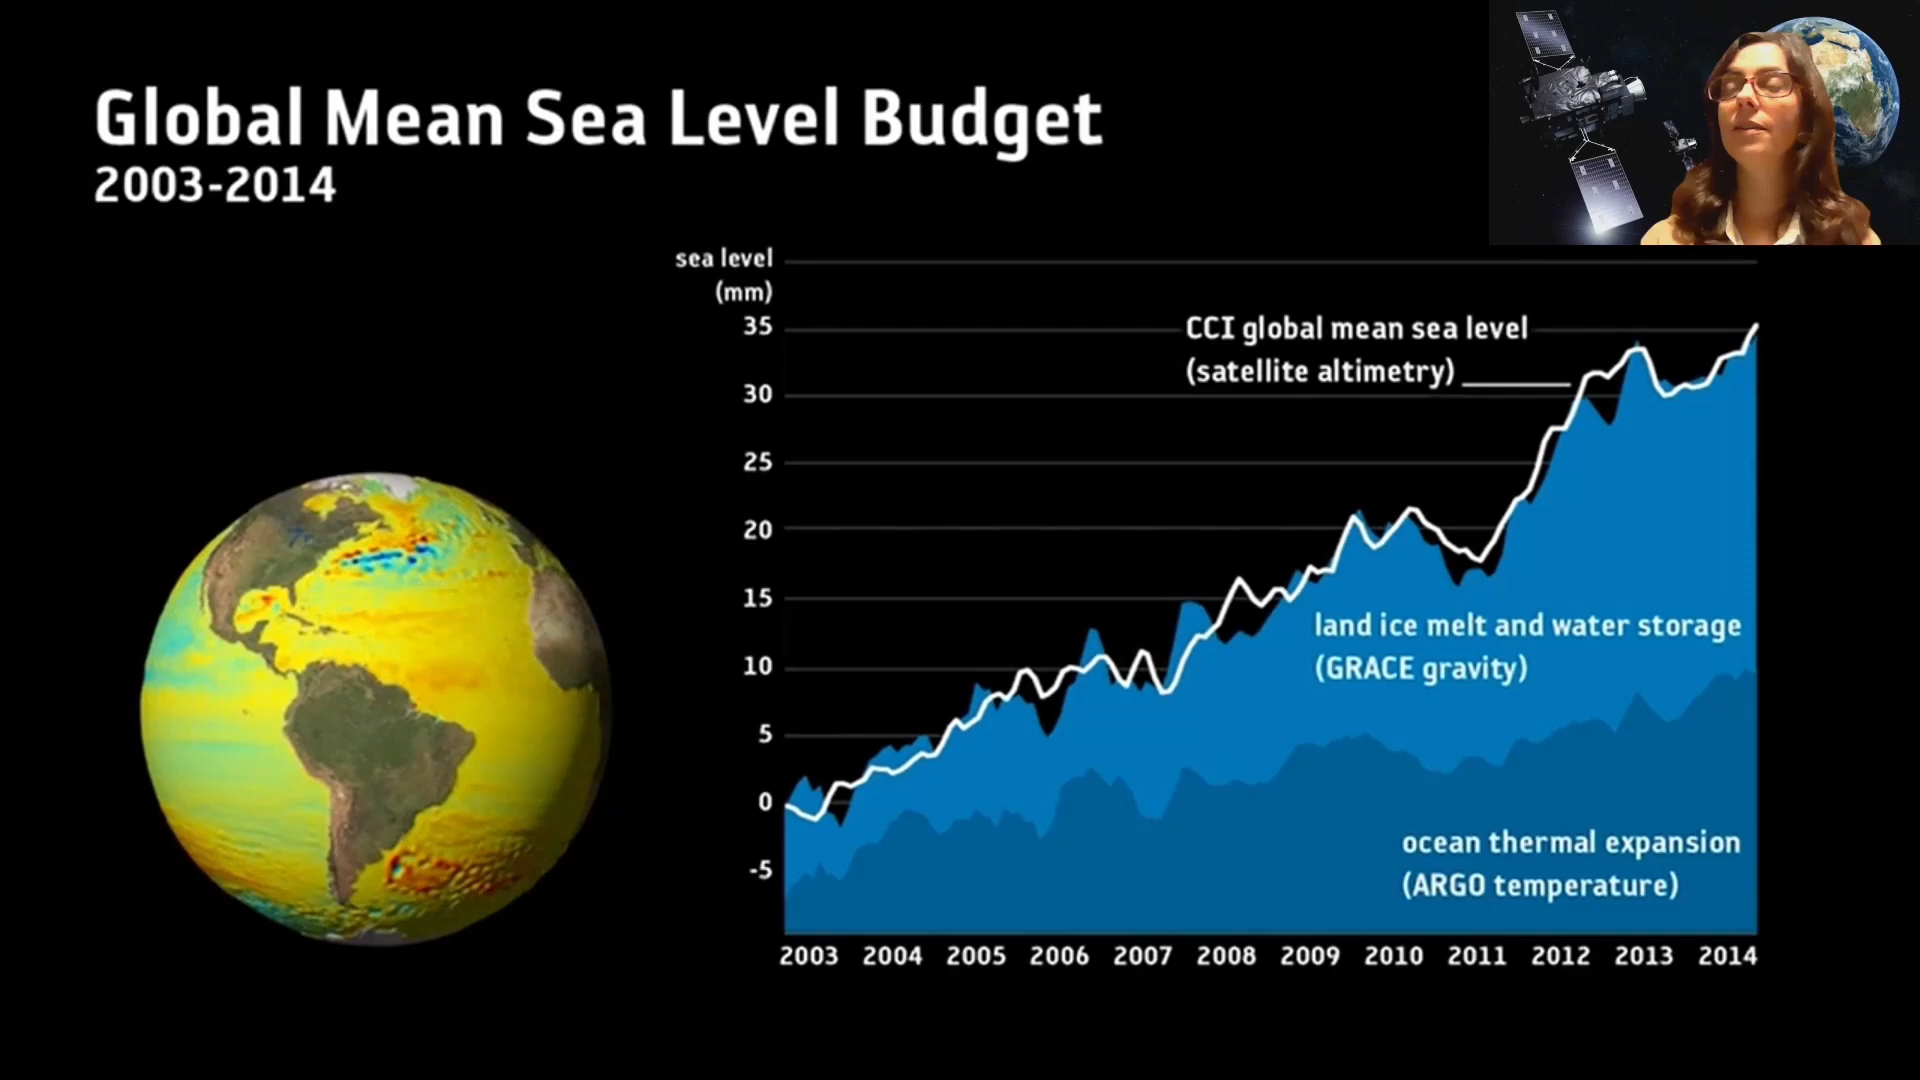 Global Mean Sea Level Budget
2003-2014
sea level
(mm)
35
30
25
20
15
10
5
0
-5
CCI global mean sea level
(satellite altimetry)
land ice melt and water storage
(GRACE gravity)
ocean thermal expansion
(ARGO temperature)
2003 2004 2005 2006 2007 2008 2009 2010 2011 2012 2013 2014